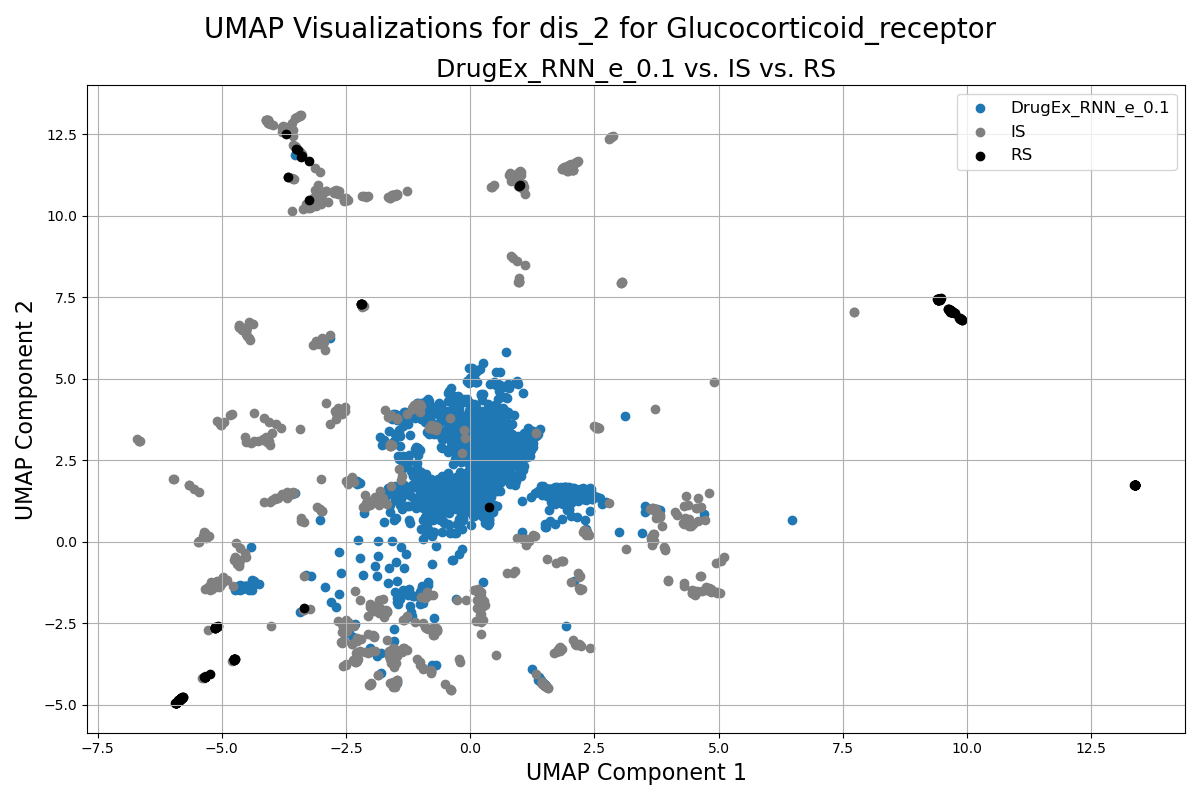 UMAP Visualizations for dis_2 for Glucocorticoid_receptor
DrugEx_RNN_e_0.1 vs. IS vs. RS
DrugEx_RNN_e_0.1
IS
RS
UMAP Component 2
12.5
10.0
7.5
5.0
2.5
0.0
−2.5
−5.0
−7.5 −5.0 −2.5 0.0 2.5 5.0 7.5 10.0 12.5
UMAP Component 1